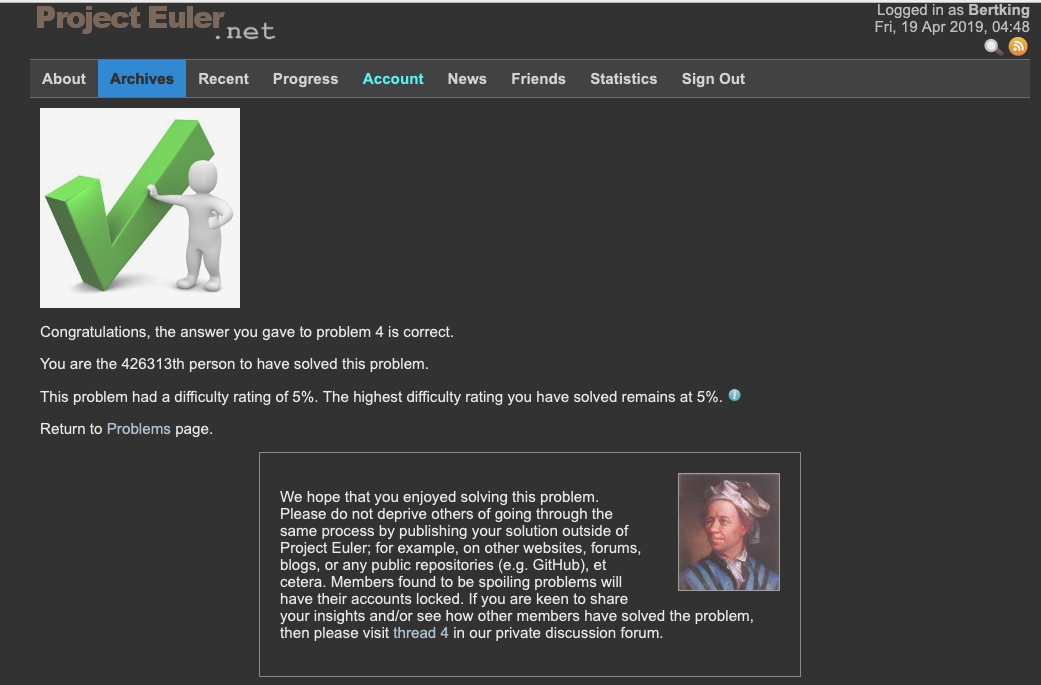 Project Euler.net
Logged in as Bertking
Fri, 19 Apr 2019, 04:48
About Archives Recent Progress Account News Friends Statistics Sign Out
Congratulations, the answer you gave to problem 4 is correct.
You are the 426313th person to have solved this problem.
This problem had a difficulty rating of 5%. The highest difficulty rating you have solved remains at 5%.
Return to Problems page.
We hope that you enjoyed solving this problem.
Please do not deprive others of going through the
same process by publishing your solution outside of
Project Euler; for example, on other websites, forums,
blogs, or any public repositories (e.g. GitHub), et
cetera. Members found to be spoiling problems will
have their accounts locked. If you are keen to share
your insights and/or see how other members have solved the problem,
then please visit thread 4 in our private discussion forum.